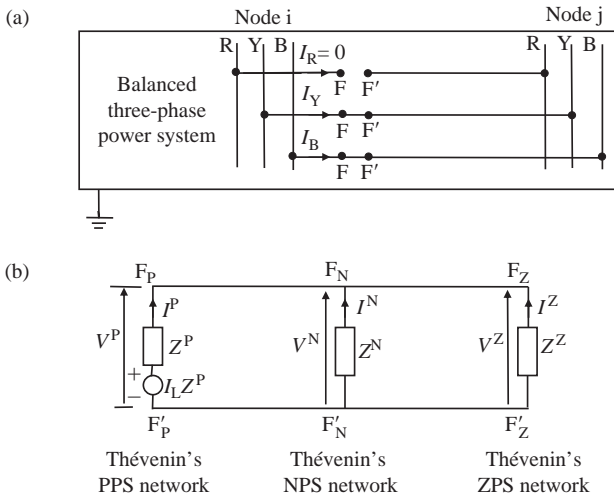 (a)
Node i
Node j
R Y B I_R = 0
R Y B
Balanced
three-phase
power system
F F′
I_Y
F F′
I_B
F F′
(b)
F_P F_N F_Z
I^P I^N I^Z
V^P Z^P V^N Z^N V^Z Z^Z
+ I_L Z^P
−
F′_P F′_N F′_Z
Thévenin's Thévenin's Thévenin's
PPS network NPS network ZPS network